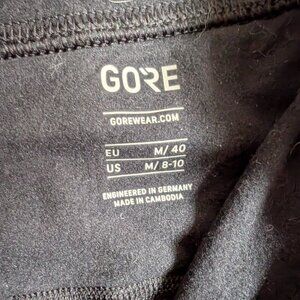 GORE
GOREWEAR.COM
EU M/ 40
US M/ 8-10
ENGINEERED IN GERMANY
MADE IN CAMBODIA